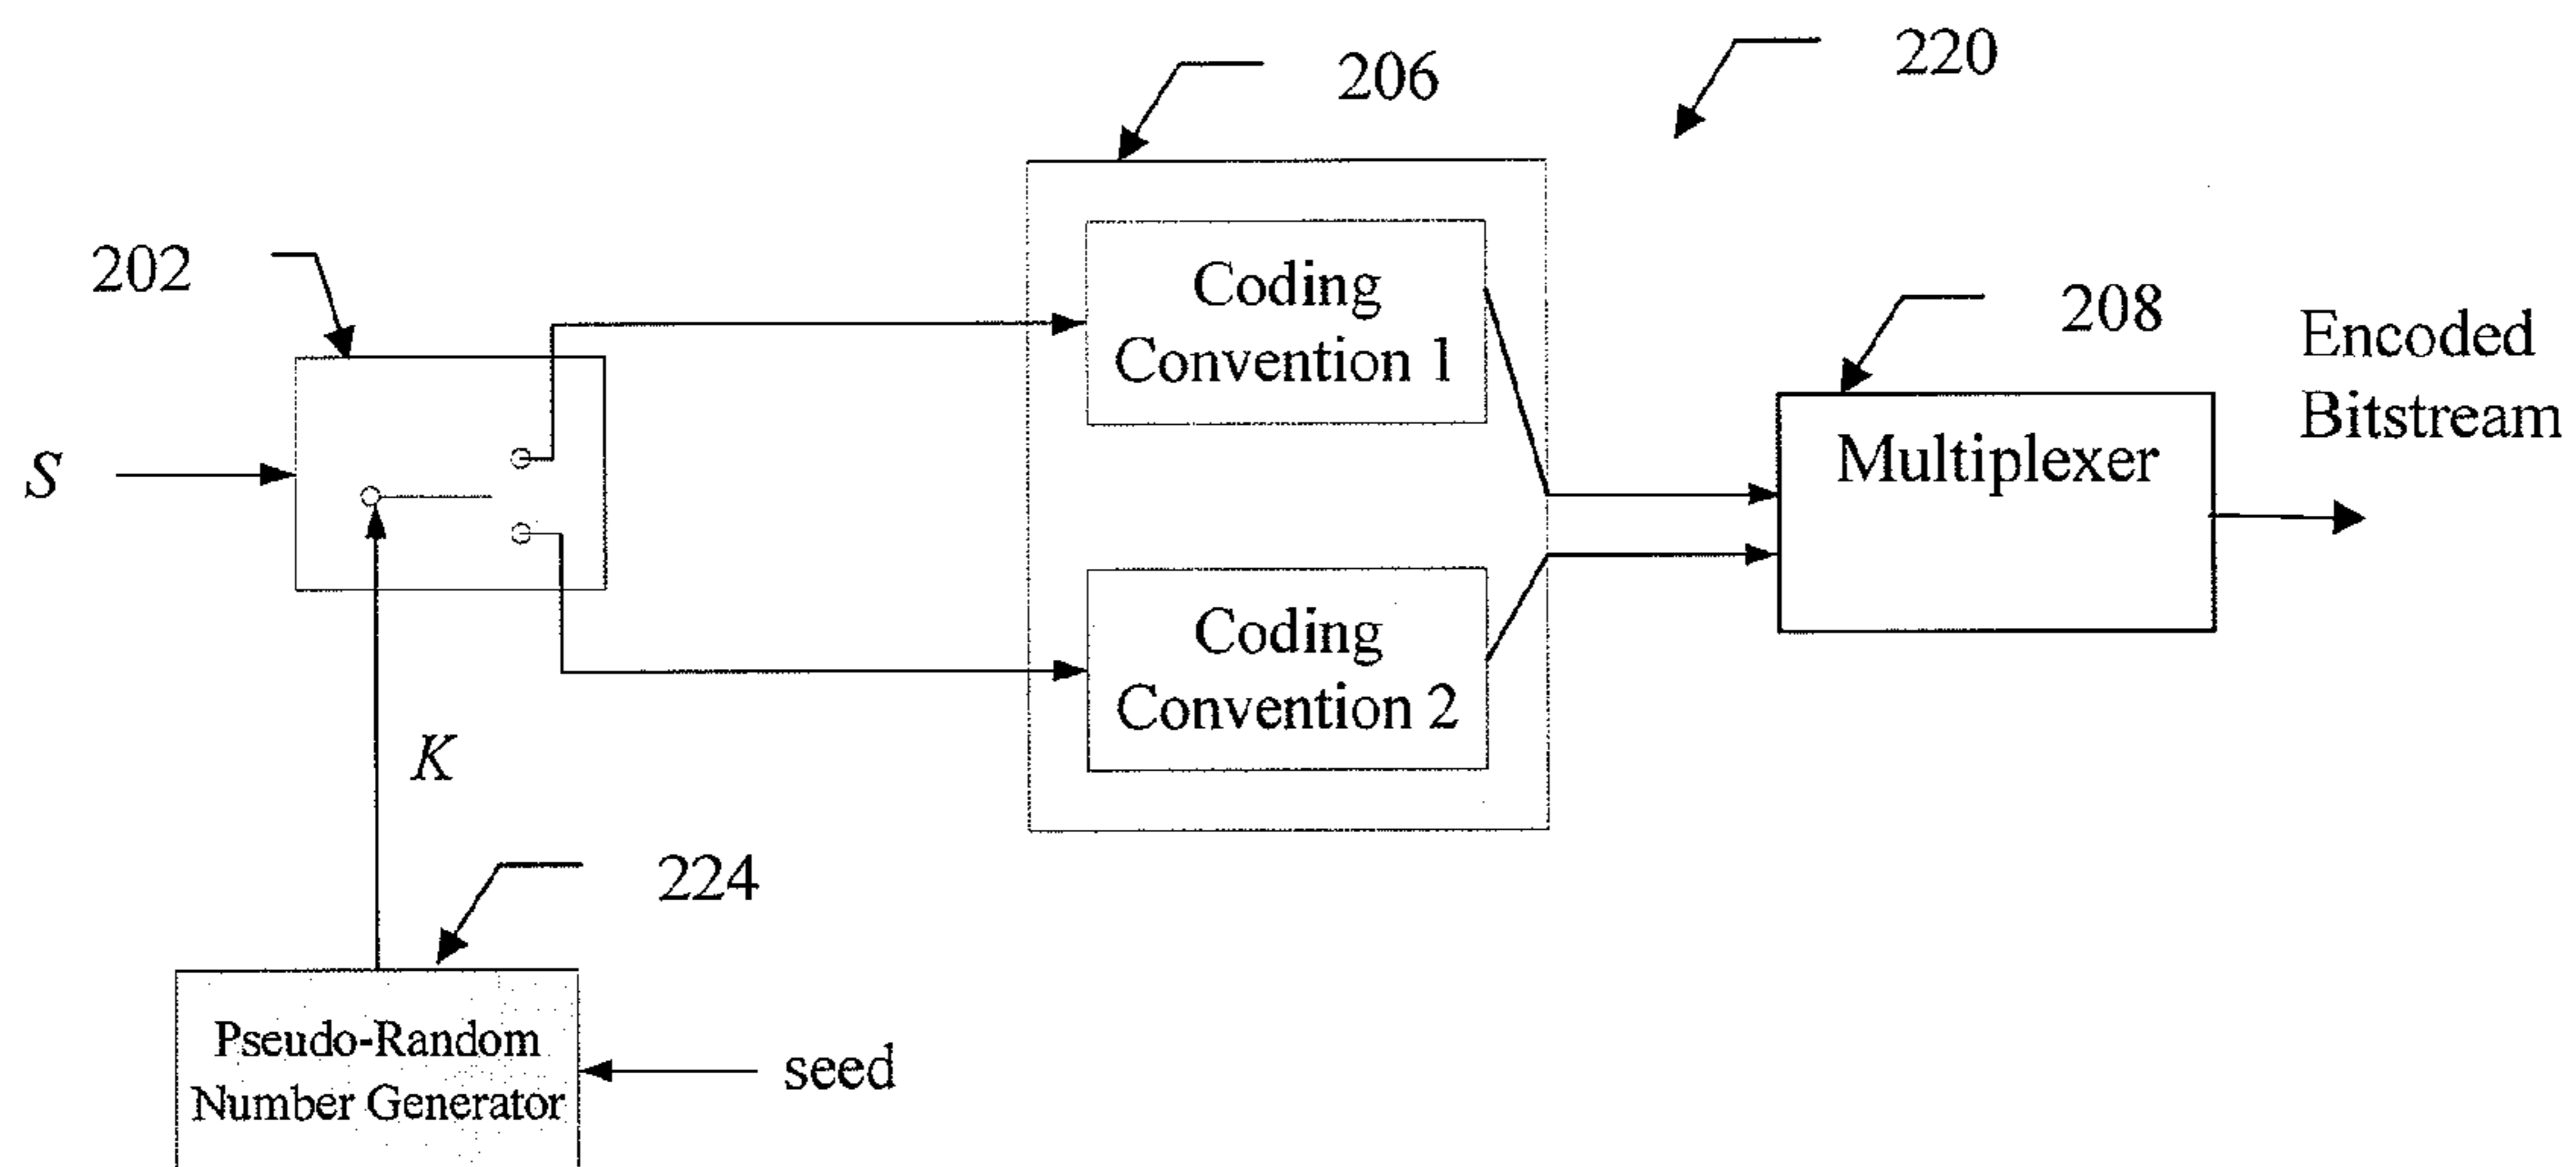 220
206
202
208
Coding
Convention 1
Encoded
Bitstream
Multiplexer
S
Coding
Convention 2
K
224
Pseudo-Random
Number Generator
seed